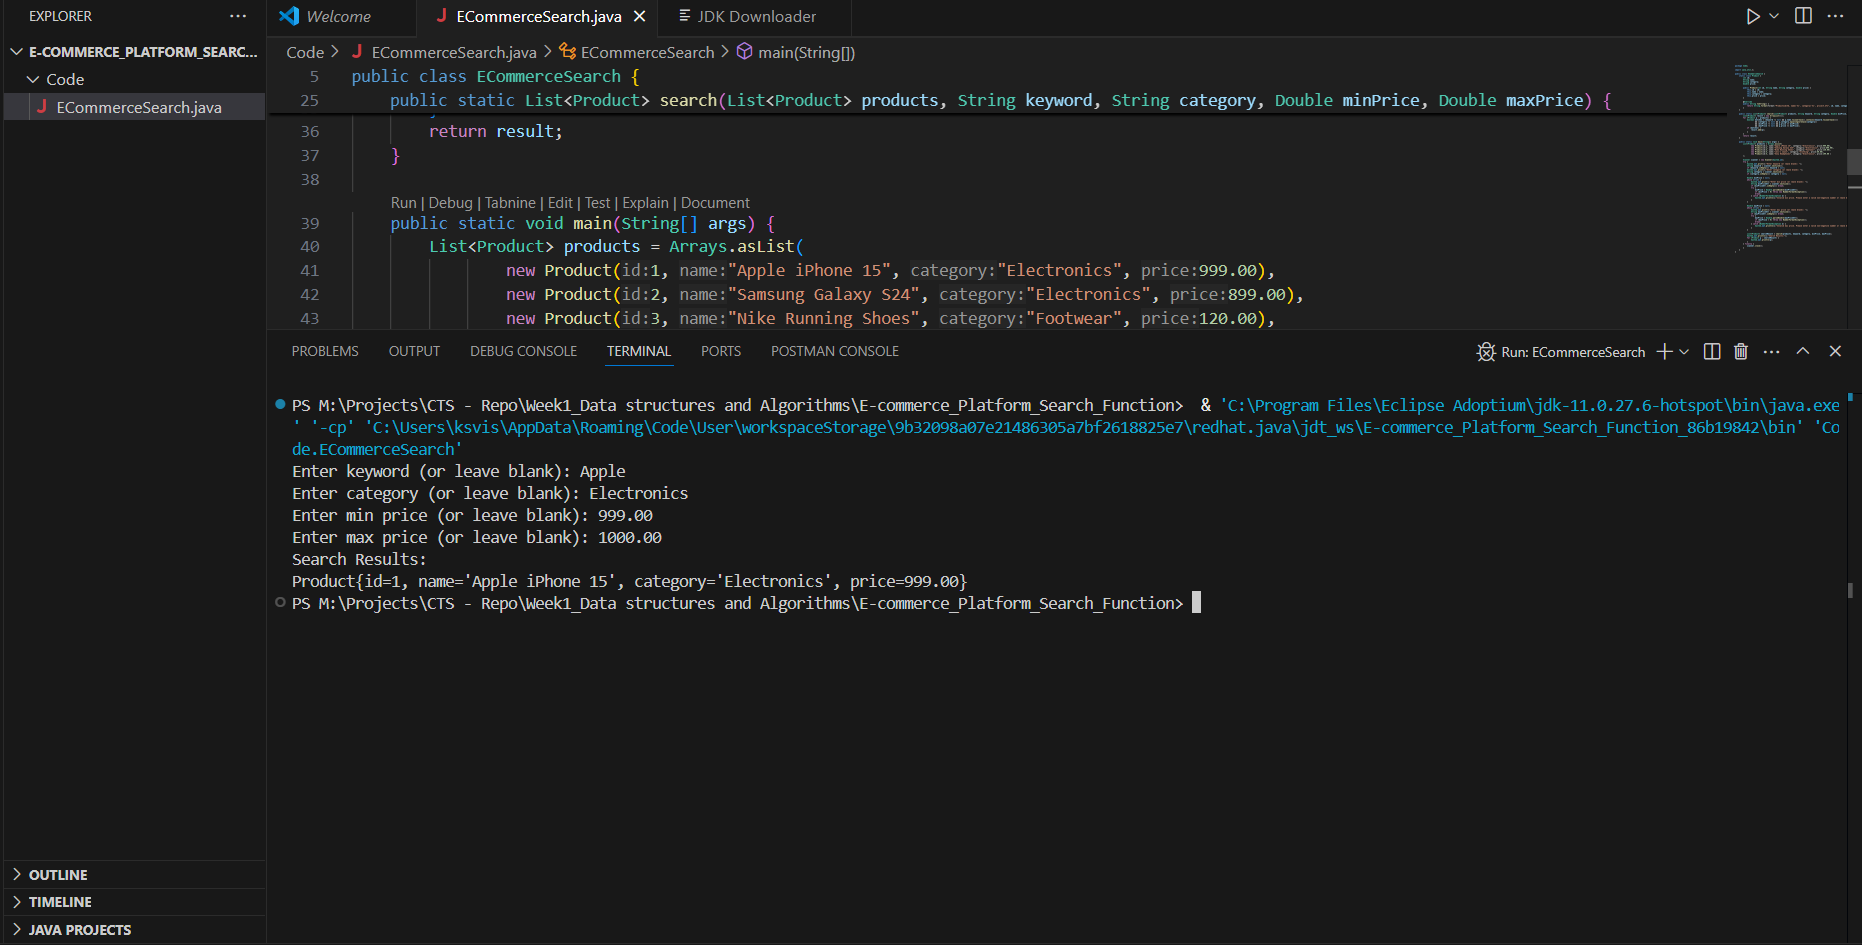 EXPLORER ···
E-COMMERCE_PLATFORM_SEARC...
Code
J ECommerceSearch.java
OUTLINE
TIMELINE
JAVA PROJECTS
Welcome J ECommerceSearch.java JDK Downloader
Code > J ECommerceSearch.java > ECommerceSearch > main(String[])
5 public class ECommerceSearch {
25 public static List<Product> search(List<Product> products, String keyword, String category, Double minPrice, Double maxPrice) {
36 return result;
37 }
38
Run | Debug | Tabnine | Edit | Test | Explain | Document
39 public static void main(String[] args) {
40 List<Product> products = Arrays.asList(
41 new Product(id:1, name:"Apple iPhone 15", category:"Electronics", price:999.00),
42 new Product(id:2, name:"Samsung Galaxy S24", category:"Electronics", price:899.00),
43 new Product(id:3, name:"Nike Running Shoes", category:"Footwear", price:120.00),
PROBLEMS OUTPUT DEBUG CONSOLE TERMINAL PORTS POSTMAN CONSOLE Run: ECommerceSearch
PS M:\Projects\CTS - Repo\Week1_Data structures and Algorithms\E-commerce_Platform_Search_Function> & 'C:\Program Files\Eclipse Adoptium\jdk-11.0.27.6-hotspot\bin\java.exe
' '-cp' 'C:\Users\ksvis\AppData\Roaming\Code\User\workspaceStorage\9b32098a07e21486305a7bf2618825e7\redhat.java\jdt_ws\E-commerce_Platform_Search_Function_86b19842\bin' 'Co
de.ECommerceSearch'
Enter keyword (or leave blank): Apple
Enter category (or leave blank): Electronics
Enter min price (or leave blank): 999.00
Enter max price (or leave blank): 1000.00
Search Results:
Product{id=1, name='Apple iPhone 15', category='Electronics', price=999.00}
PS M:\Projects\CTS - Repo\Week1_Data structures and Algorithms\E-commerce_Platform_Search_Function>